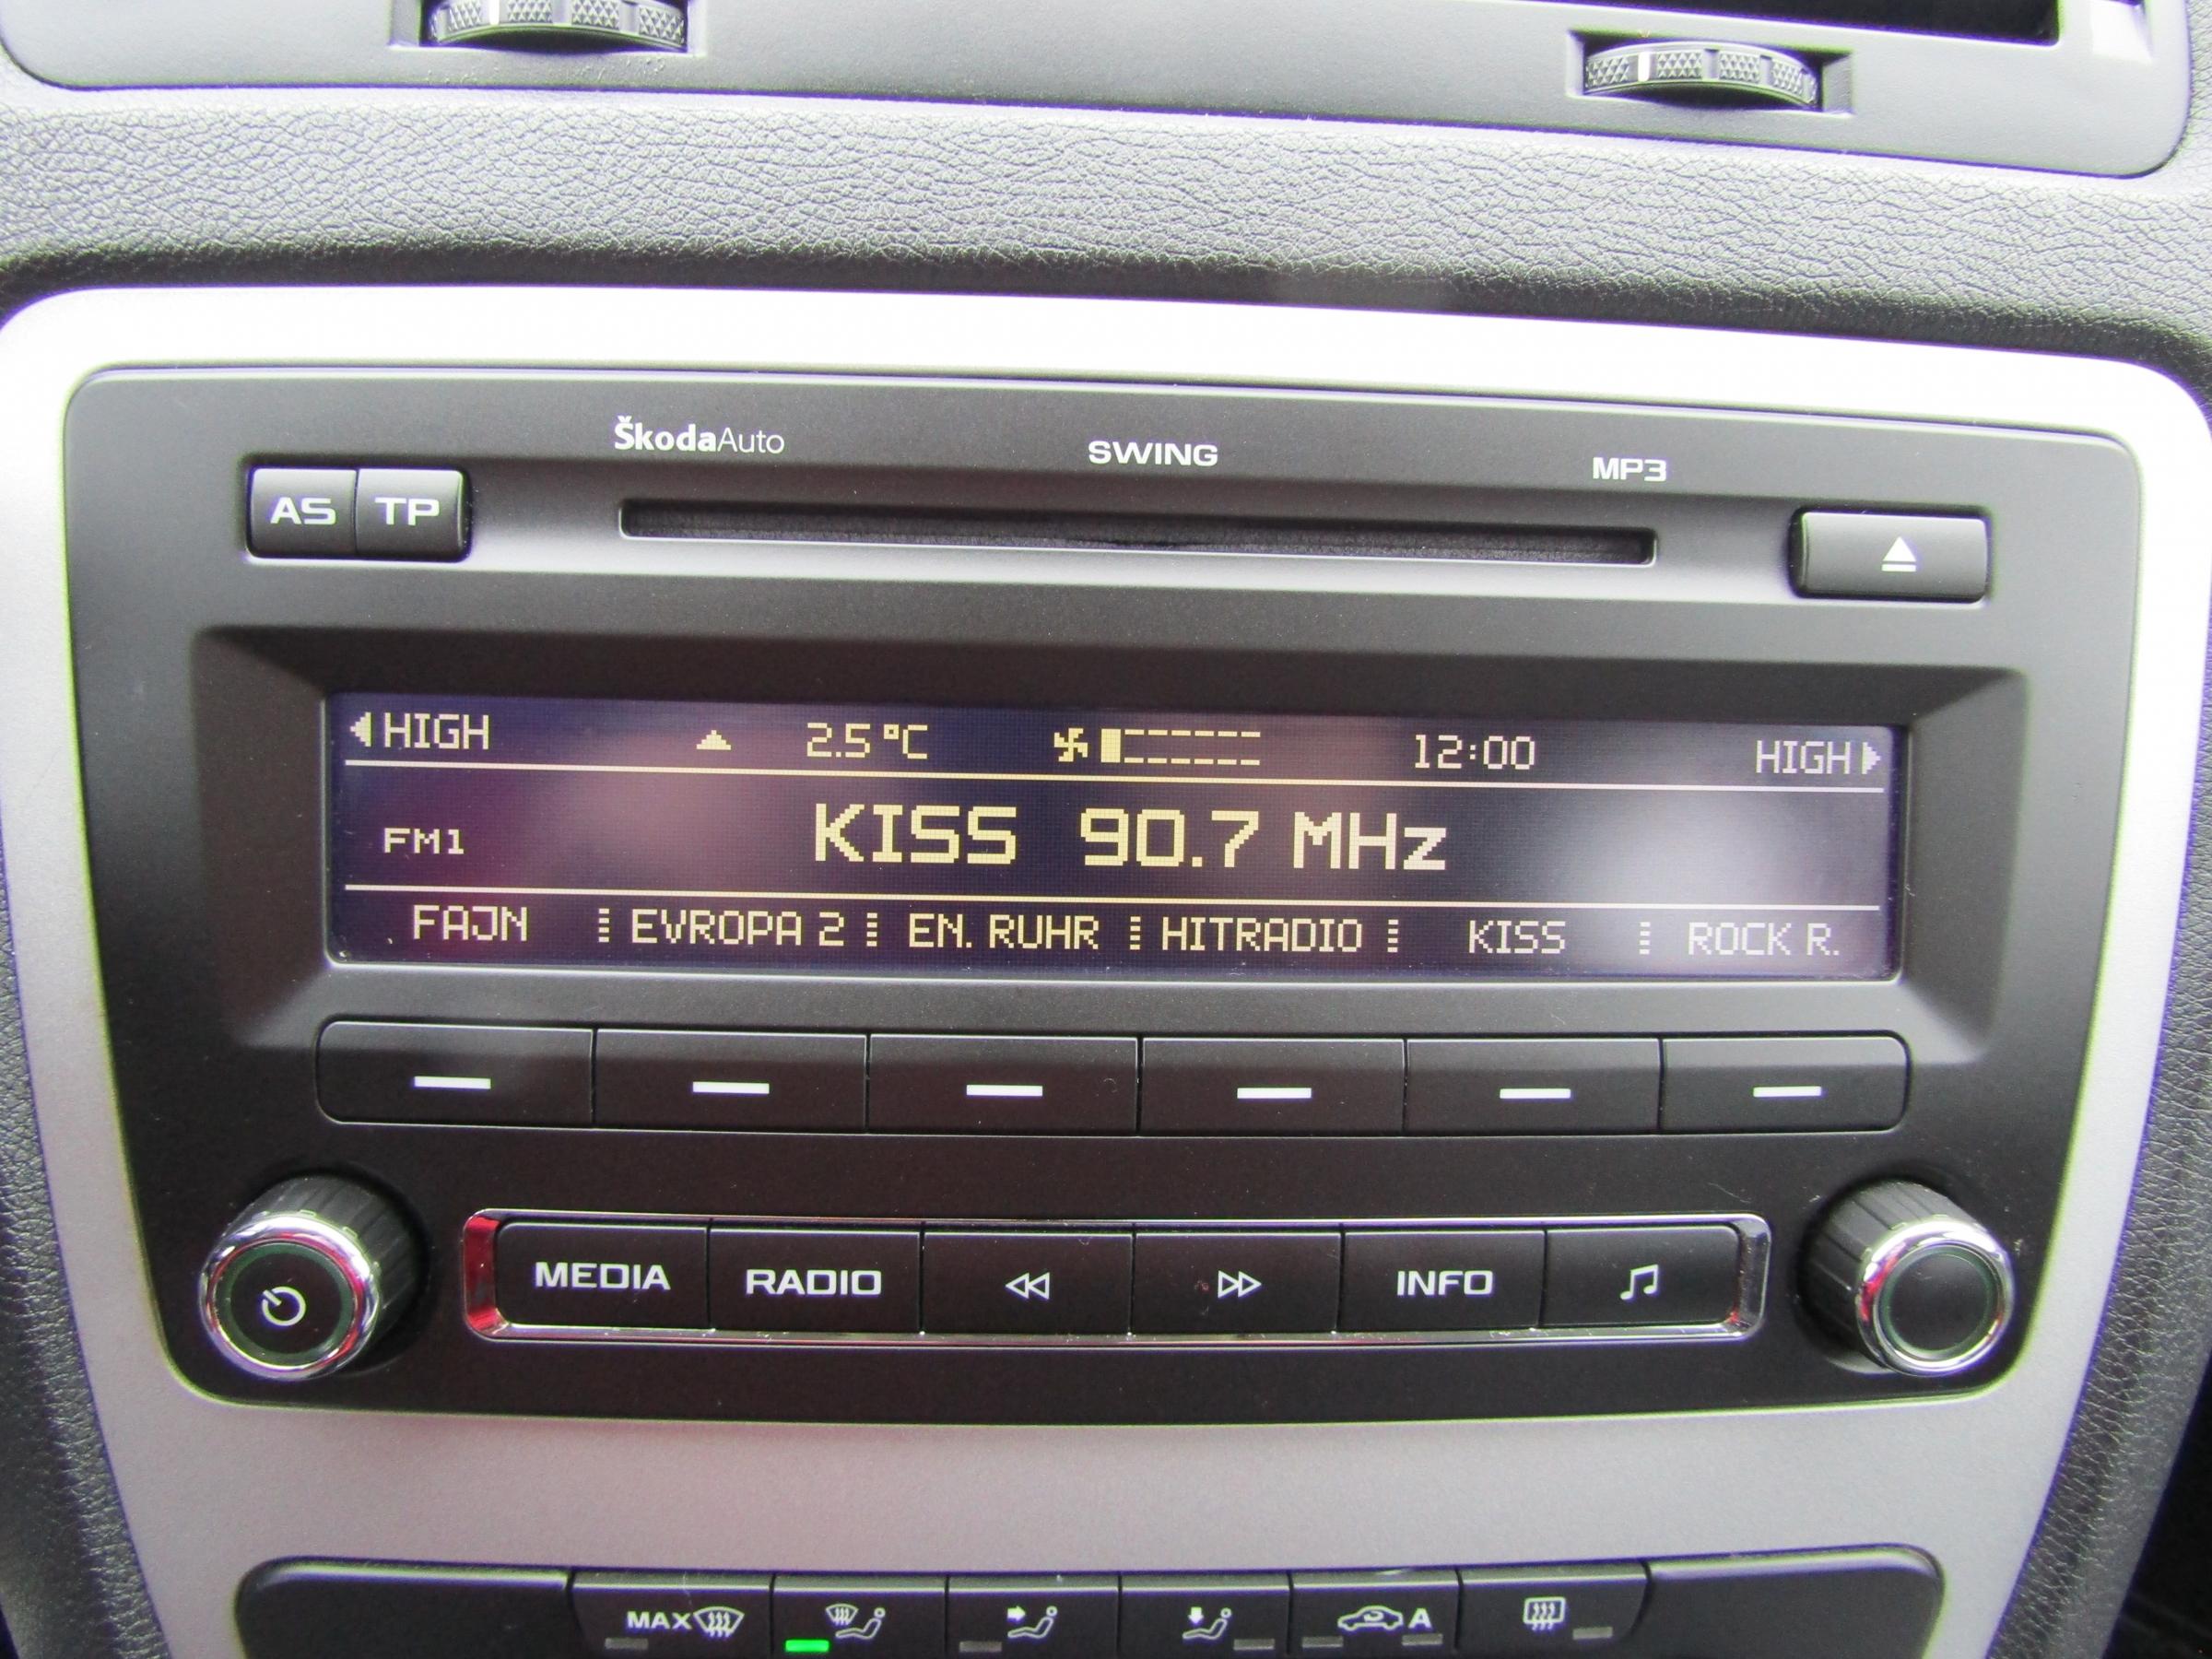 ŠkodaAuto SWING MP3
AS TP
HIGH 2.5°C 12:00 HIGH
FM1 KISS 90.7 MHz
FAJN EVROPA 2 EN. RUHR HITRADIO KISS ROCK R.
MEDIA RADIO INFO
MAX A